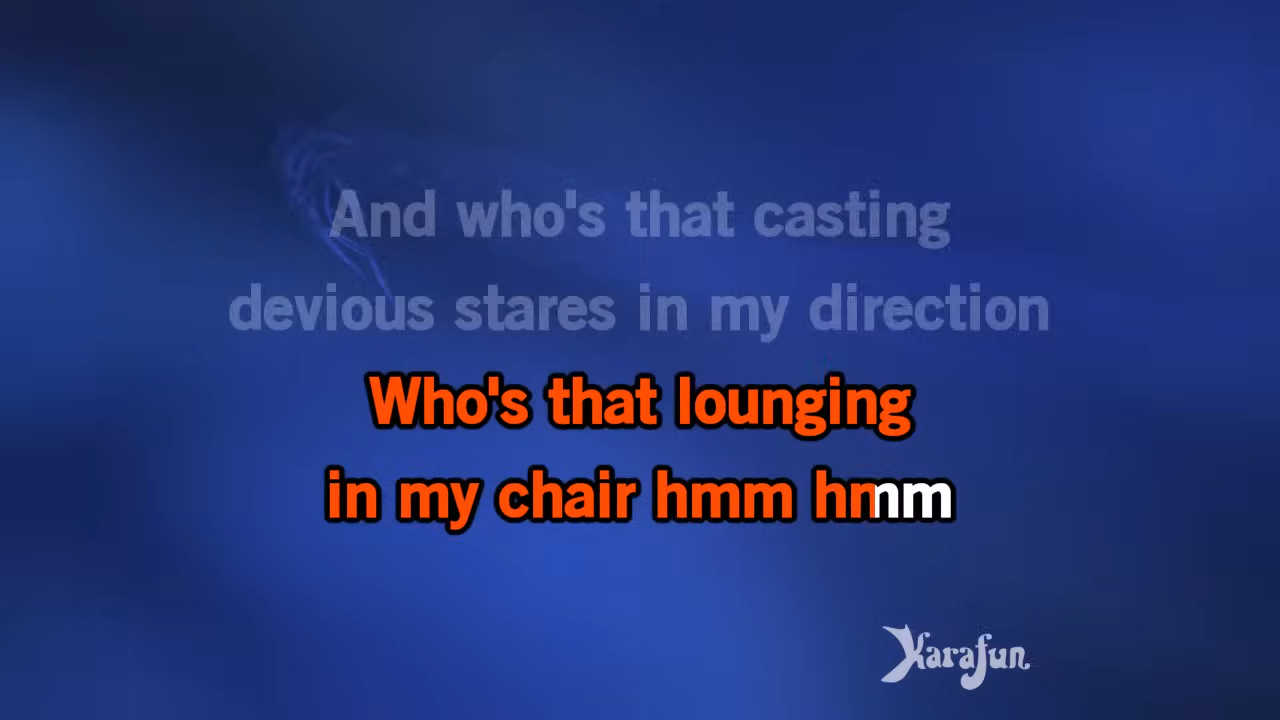 And who's that casting
devious stares in my direction
Who's that lounging
in my chair hmm hmm
Karafun